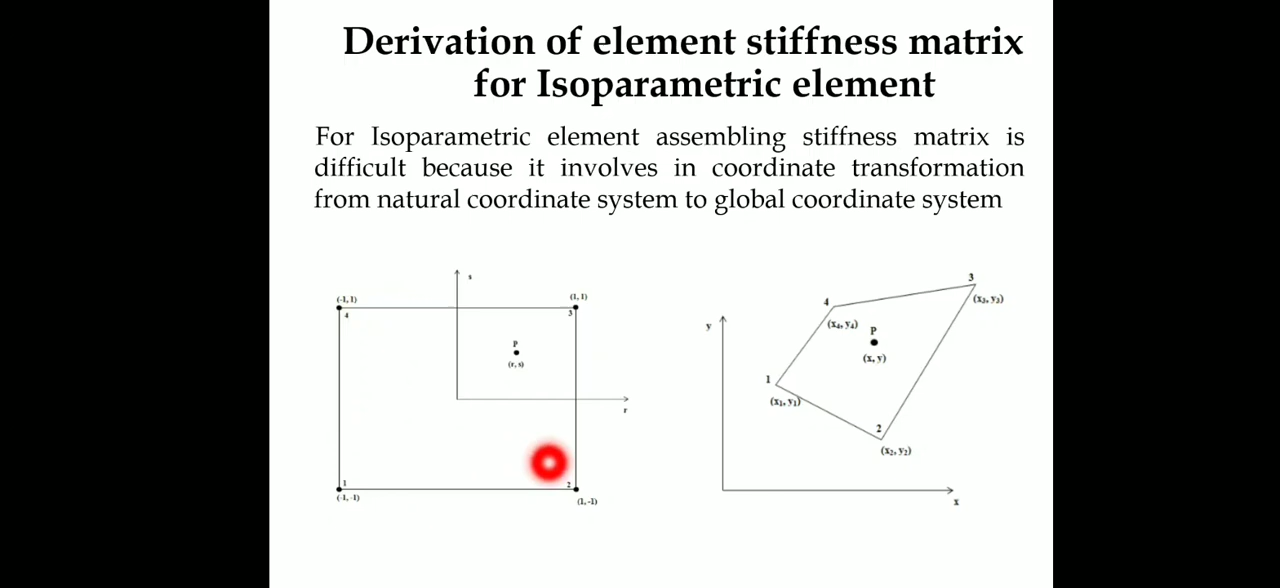 Derivation of element stiffness matrix
for Isoparametric element
For Isoparametric element assembling stiffness matrix is
difficult because it involves in coordinate transformation
from natural coordinate system to global coordinate system
s
(-1, 1)
(1, 1)
4
3
P
(r, s)
r
1
2
(-1, -1)
(1, -1)
3
(x₃, y₃)
4
(x₄, y₄)
P
(x, y)
y
1
(x₁, y₁)
2
(x₂, y₂)
x